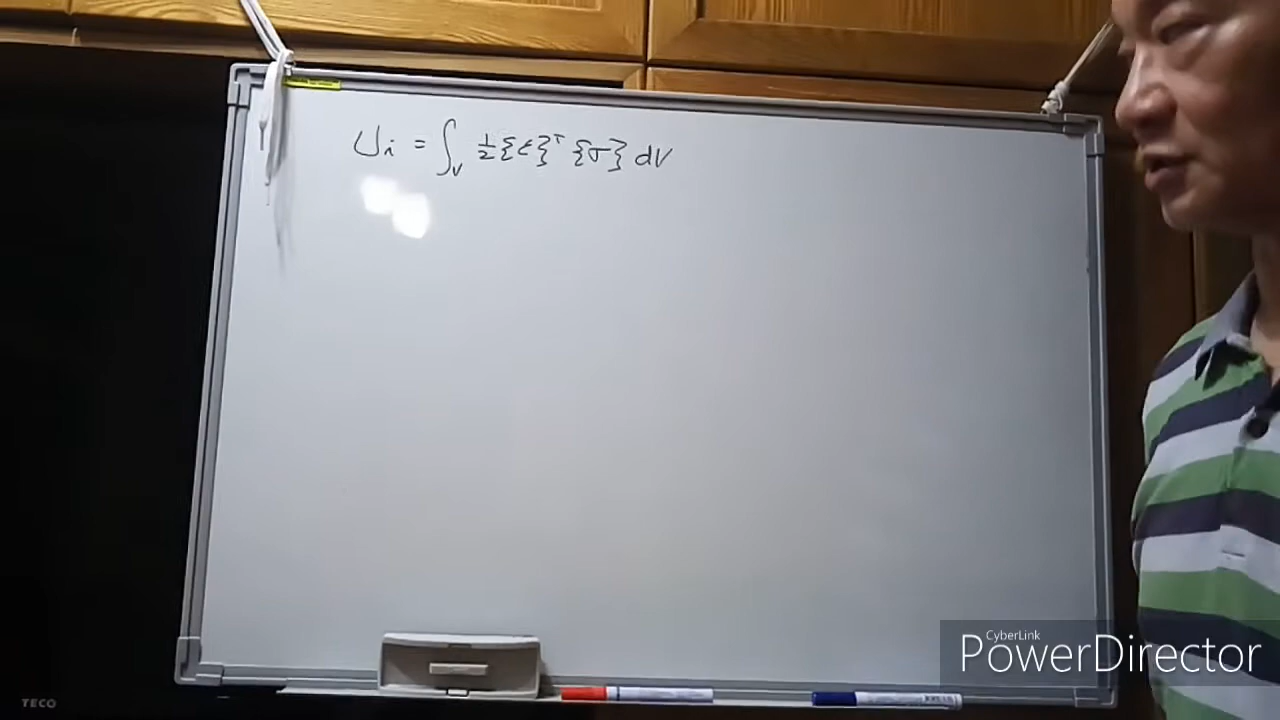 Ui = ∫V ½{ε}ᵀ {σ} dV
CyberLink
PowerDirector
TECO